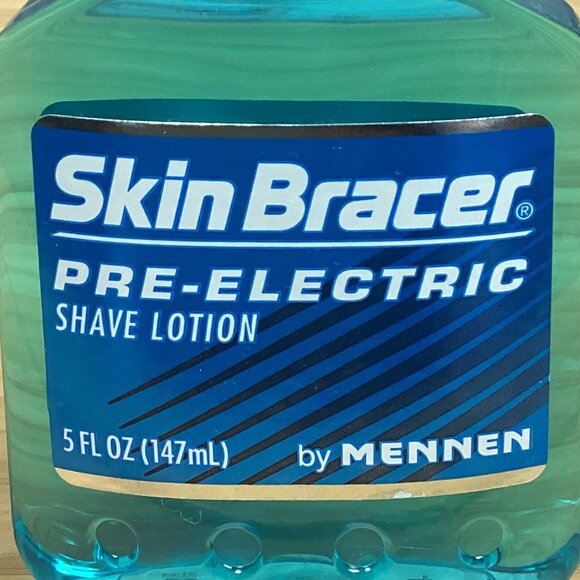 Skin Bracer®
PRE-ELECTRIC
SHAVE LOTION
5 FL OZ (147mL) by MENNEN